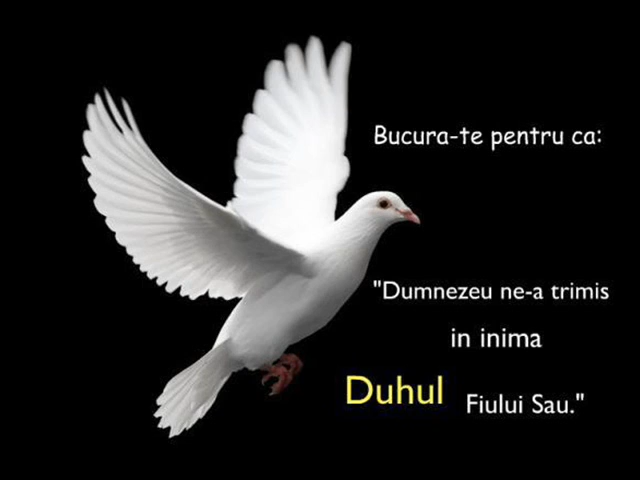 Bucura-te pentru ca:
"Dumnezeu ne-a trimis
in inima
Duhul Fiului Sau."